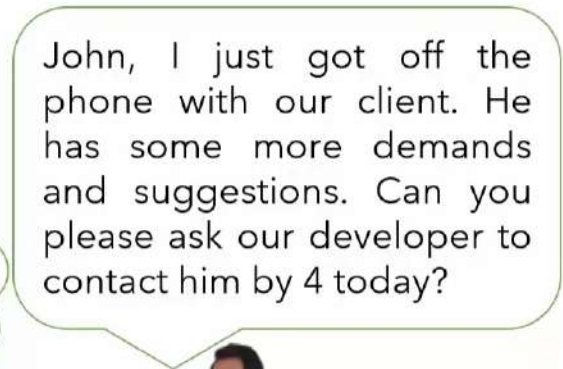 John, I just got off the
phone with our client. He
has some more demands
and suggestions. Can you
please ask our developer to
contact him by 4 today?